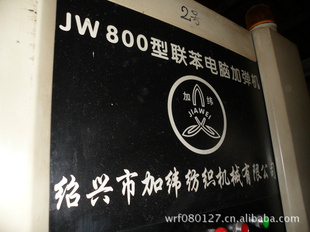 2号
JW800型联苯电脑加弹机
加纬
JIAWEI
绍兴市加纬纺织机械有限公司
wrf080127.cn.alibaba.com